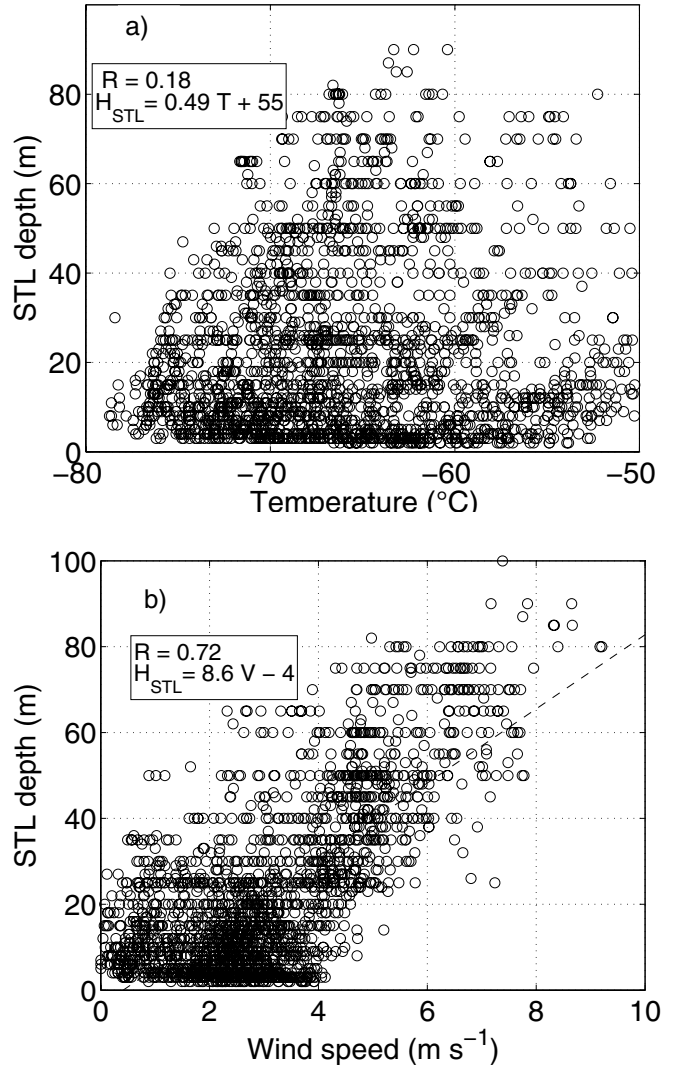 a)
R = 0.18
H_STL = 0.49 T + 55
80
60
40
20
0
STL depth (m)
−80 −70 −60 −50
Temperature (°C)
b)
R = 0.72
H_STL = 8.6 V − 4
100
80
60
40
20
0
STL depth (m)
0 2 4 6 8 10
Wind speed (m s⁻¹)